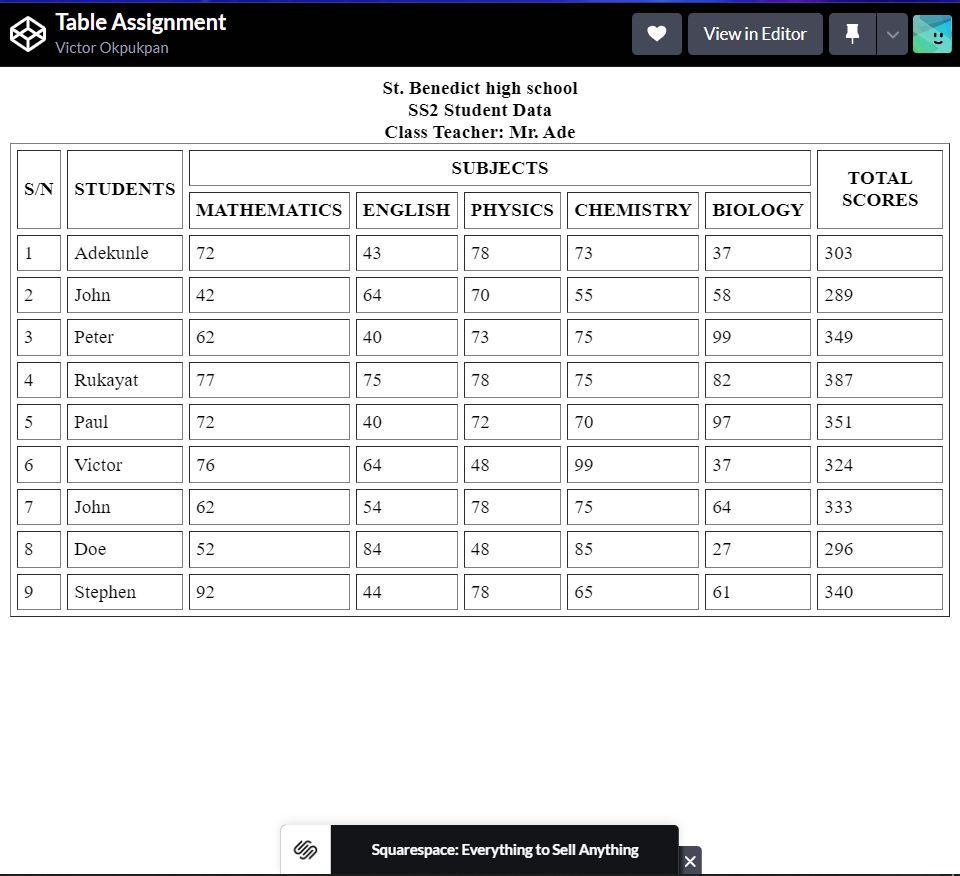 Table Assignment
Victor Okpukpan
View in Editor
St. Benedict high school
SS2 Student Data
Class Teacher: Mr. Ade
S/N STUDENTS SUBJECTS TOTAL SCORES
MATHEMATICS ENGLISH PHYSICS CHEMISTRY BIOLOGY
1 Adekunle 72 43 78 73 37 303
2 John 42 64 70 55 58 289
3 Peter 62 40 73 75 99 349
4 Rukayat 77 75 78 75 82 387
5 Paul 72 40 72 70 97 351
6 Victor 76 64 48 99 37 324
7 John 62 54 78 75 64 333
8 Doe 52 84 48 85 27 296
9 Stephen 92 44 78 65 61 340
Squarespace: Everything to Sell Anything